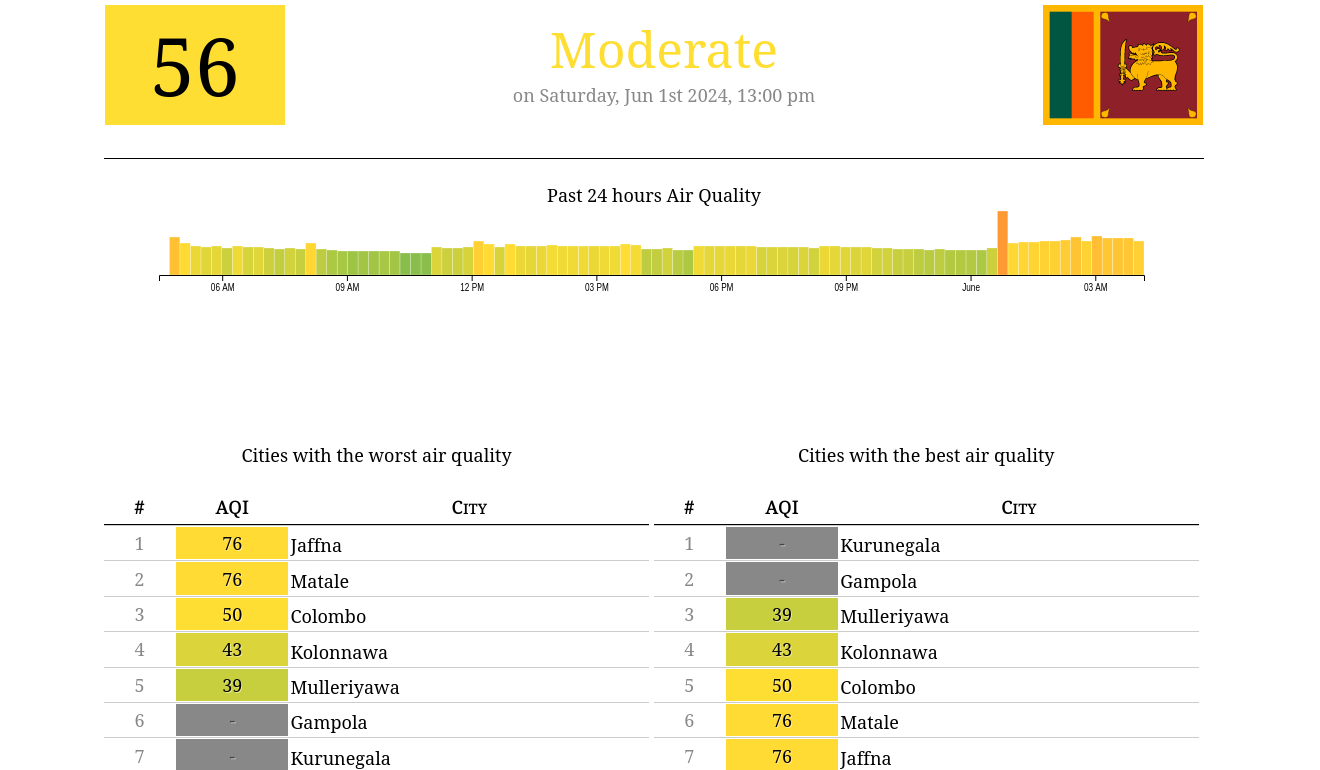 56
Moderate
on Saturday, Jun 1st 2024, 13:00 pm
Past 24 hours Air Quality
06 AM 09 AM 12 PM 03 PM 06 PM 09 PM June 03 AM
Cities with the worst air quality
# AQI City
1 76 Jaffna
2 76 Matale
3 50 Colombo
4 43 Kolonnawa
5 39 Mulleriyawa
6 - Gampola
7 - Kurunegala
Cities with the best air quality
# AQI City
1 - Kurunegala
2 - Gampola
3 39 Mulleriyawa
4 43 Kolonnawa
5 50 Colombo
6 76 Matale
7 76 Jaffna